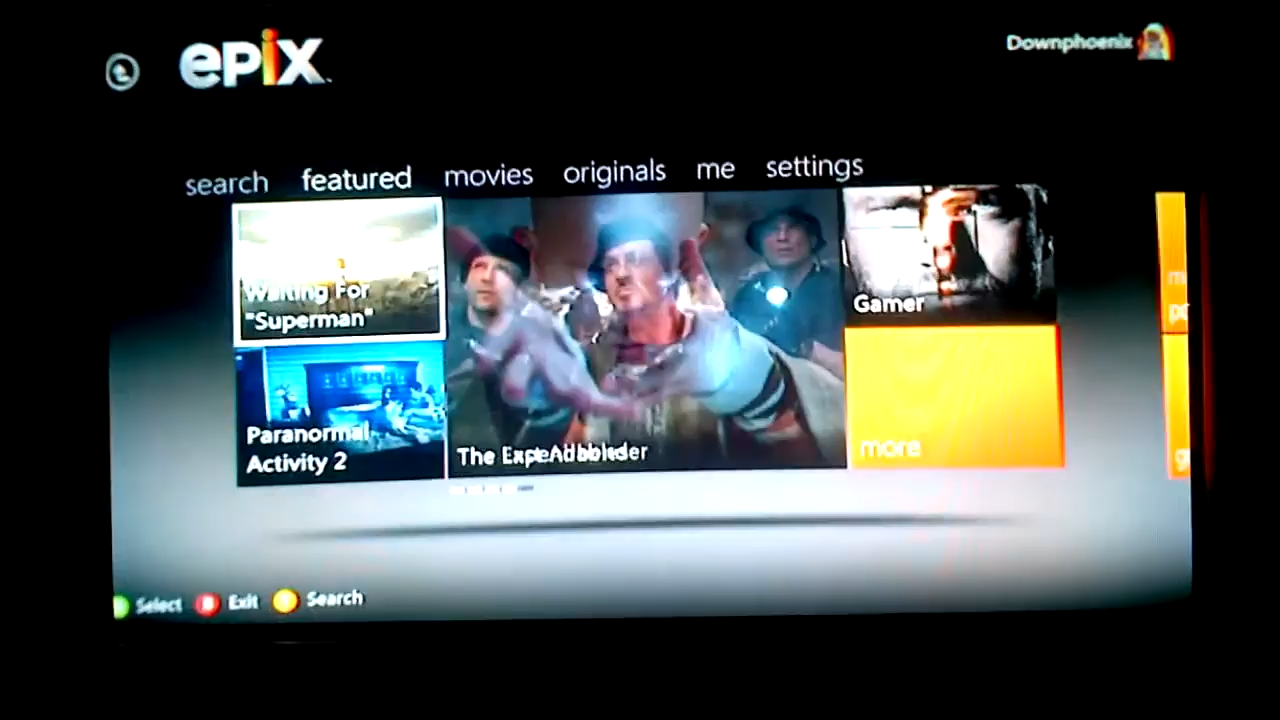 epix
Downphoenix
search featured movies originals me settings
Waiting For
"Superman"
Paranormal
Activity 2
The
Gamer
more
Select Exit Search